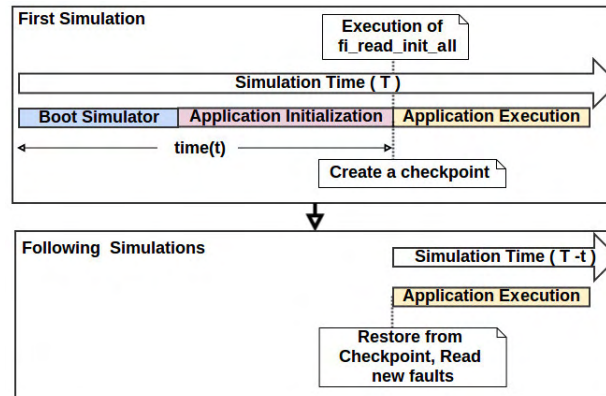 First Simulation
Execution of
fi_read_init_all
Simulation Time ( T )
Boot Simulator
Application Initialization
Application Execution
time(t)
Create a checkpoint
Following Simulations
Simulation Time ( T -t )
Application Execution
Restore from
Checkpoint, Read
new faults